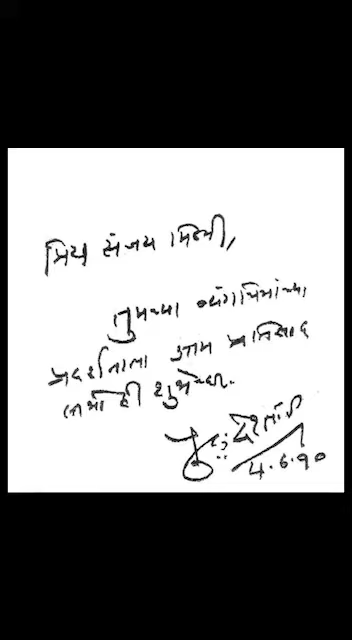 प्रिय संजय
तुमच्या व्यंगचित्रांच्या
प्रदर्शनाला उत्तम प्रतिसाद
लाभो ही शुभेच्छा.
4.6.90